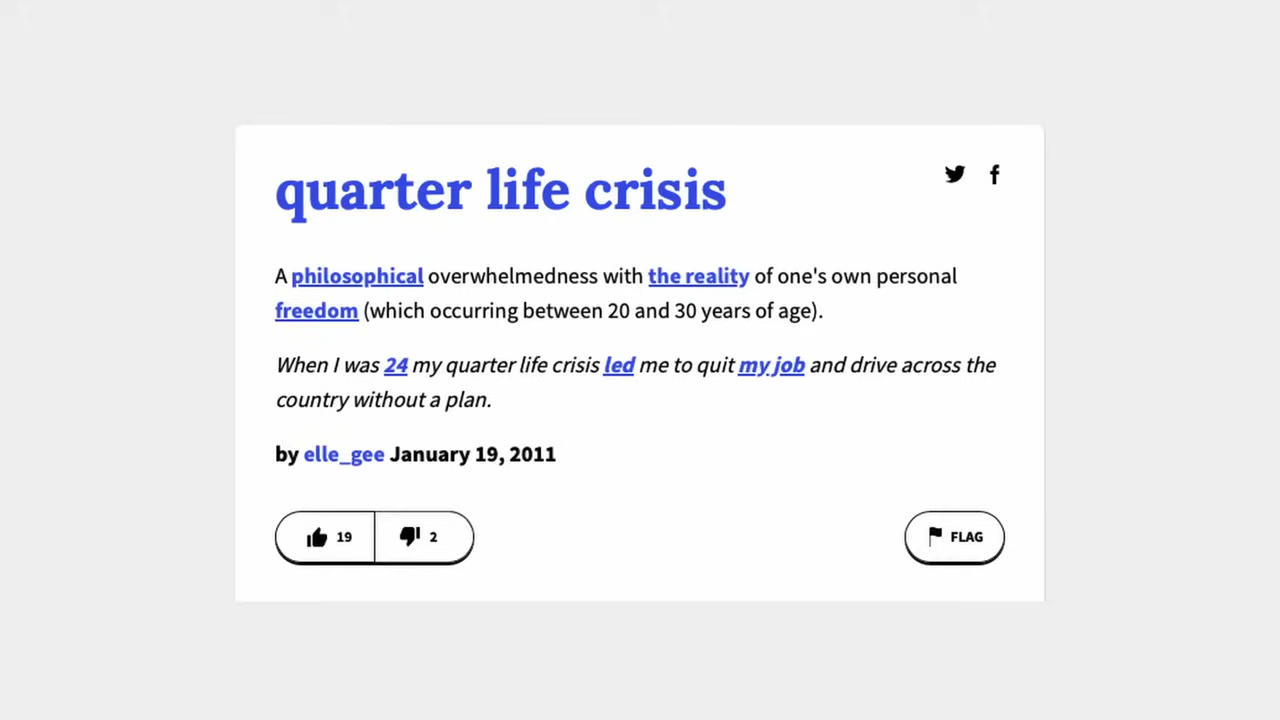 quarter life crisis
A philosophical overwhelmedness with the reality of one's own personal
freedom (which occurring between 20 and 30 years of age).
When I was 24 my quarter life crisis led me to quit my job and drive across the
country without a plan.
by elle_gee January 19, 2011
19 2 FLAG